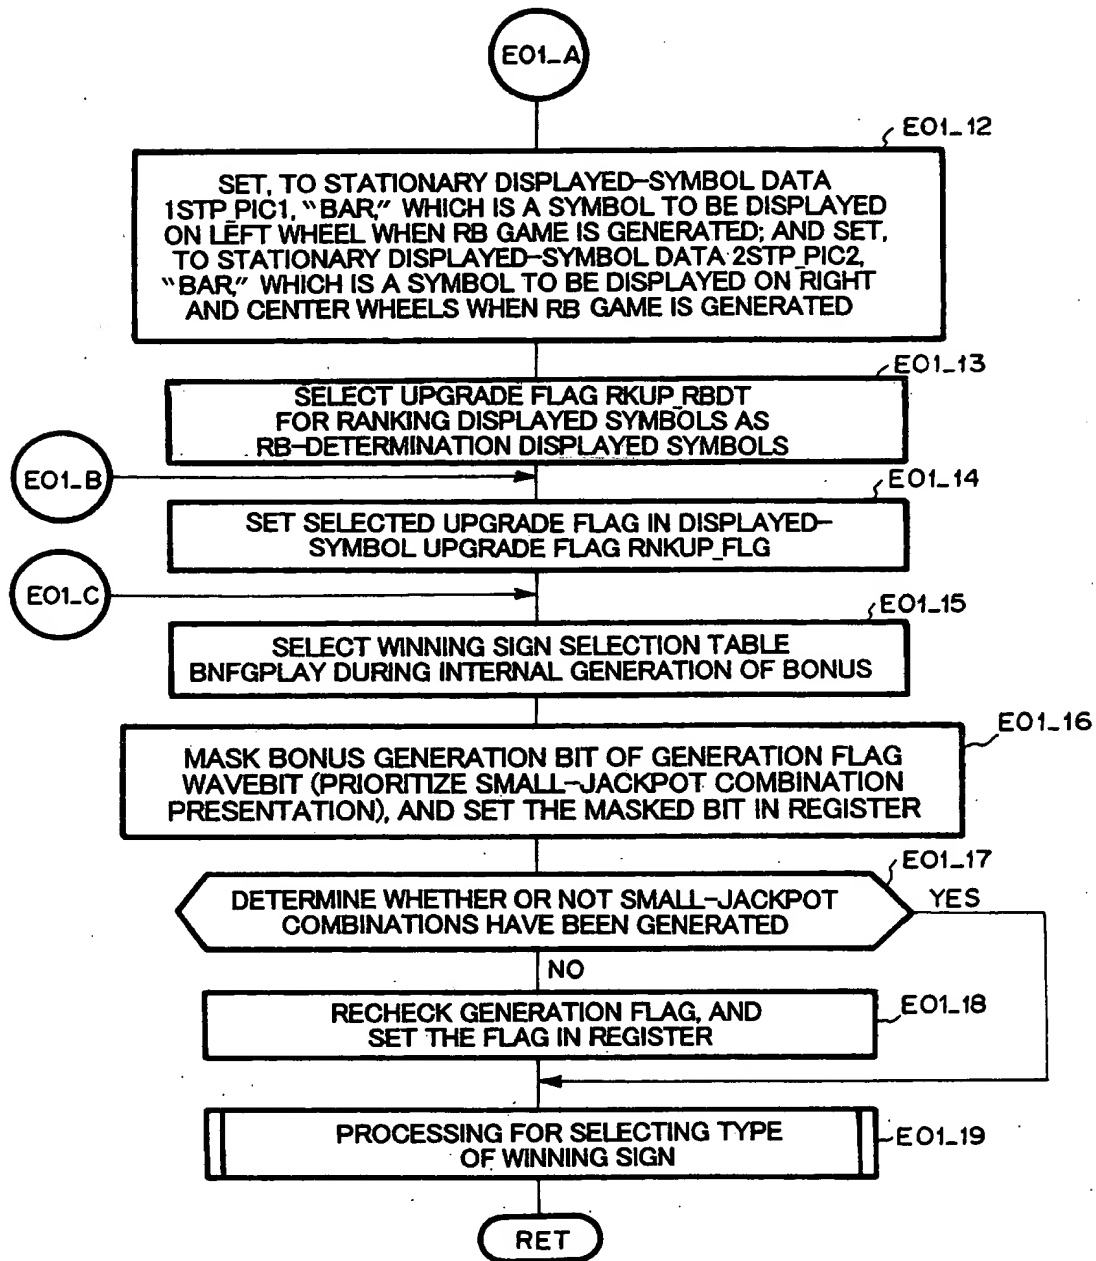 E01_A
E01_12
SET, TO STATIONARY DISPLAYED-SYMBOL DATA
1STP_PIC1, "BAR," WHICH IS A SYMBOL TO BE DISPLAYED
ON LEFT WHEEL WHEN RB GAME IS GENERATED; AND SET,
TO STATIONARY DISPLAYED-SYMBOL DATA 2STP_PIC2,
"BAR," WHICH IS A SYMBOL TO BE DISPLAYED ON RIGHT
AND CENTER WHEELS WHEN RB GAME IS GENERATED
E01_13
SELECT UPGRADE FLAG RKUP_RBDT
FOR RANKING DISPLAYED SYMBOLS AS
RB-DETERMINATION DISPLAYED SYMBOLS
E01_B
E01_14
SET SELECTED UPGRADE FLAG IN DISPLAYED-
SYMBOL UPGRADE FLAG RNKUP_FLG
E01_C
E01_15
SELECT WINNING SIGN SELECTION TABLE
BNFGPLAY DURING INTERNAL GENERATION OF BONUS
E01_16
MASK BONUS GENERATION BIT OF GENERATION FLAG
WAVEBIT (PRIORITIZE SMALL-JACKPOT COMBINATION
PRESENTATION), AND SET THE MASKED BIT IN REGISTER
E01_17
DETERMINE WHETHER OR NOT SMALL-JACKPOT
COMBINATIONS HAVE BEEN GENERATED
YES
NO
E01_18
RECHECK GENERATION FLAG, AND
SET THE FLAG IN REGISTER
E01_19
PROCESSING FOR SELECTING TYPE
OF WINNING SIGN
RET